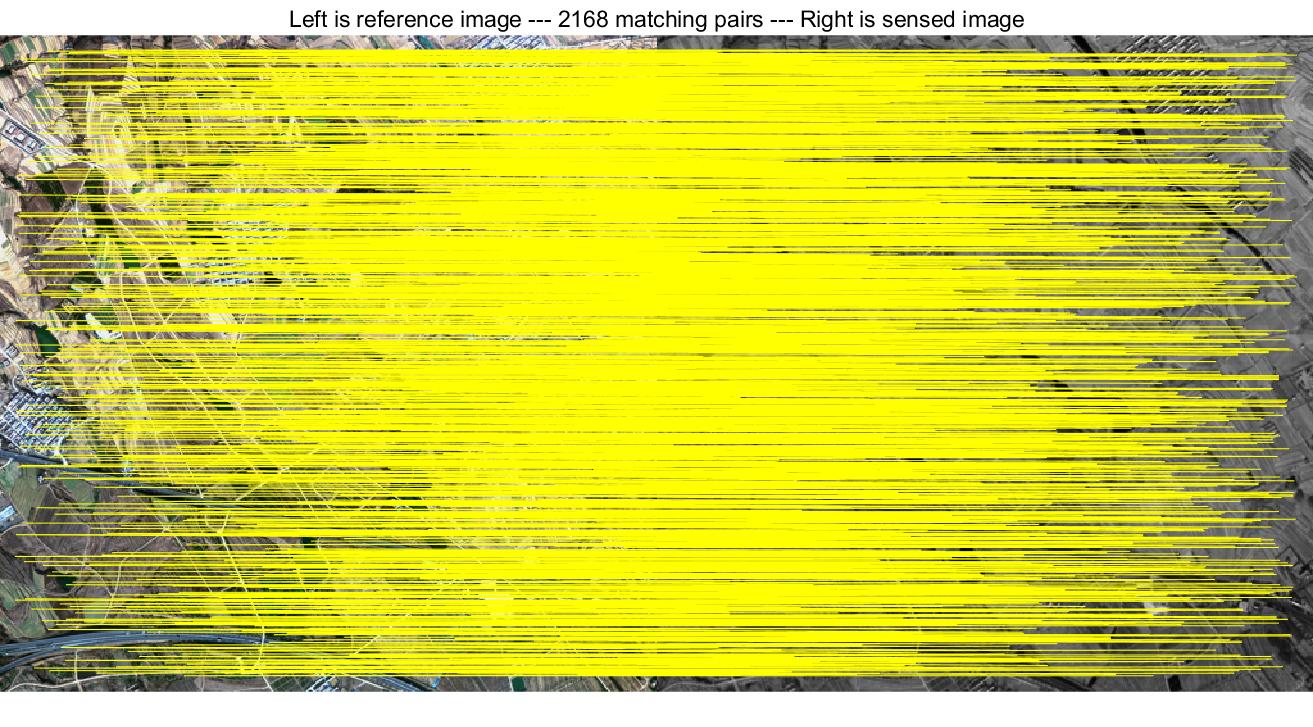 Left is reference image --- 2168 matching pairs --- Right is sensed image